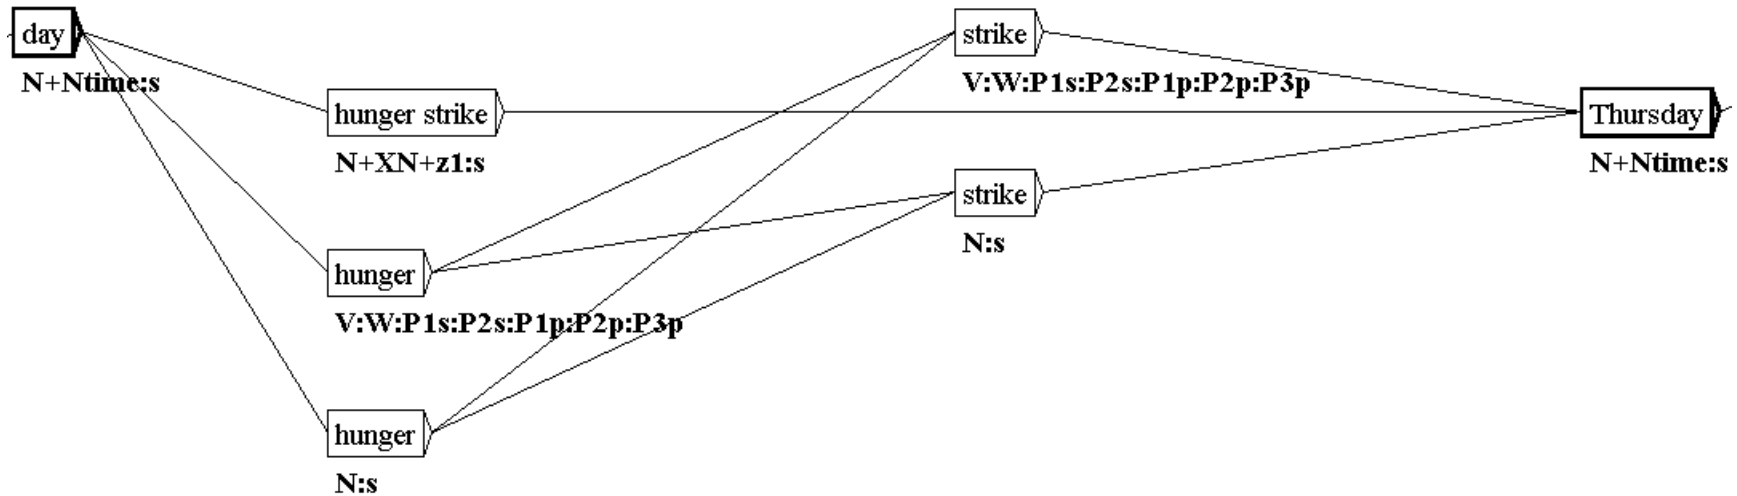 day
N+Ntime:s
hunger strike
N+XN+z1:s
hunger
V:W:P1s:P2s:P1p:P2p:P3p
hunger
N:s
strike
V:W:P1s:P2s:P1p:P2p:P3p
strike
N:s
Thursday
N+Ntime:s